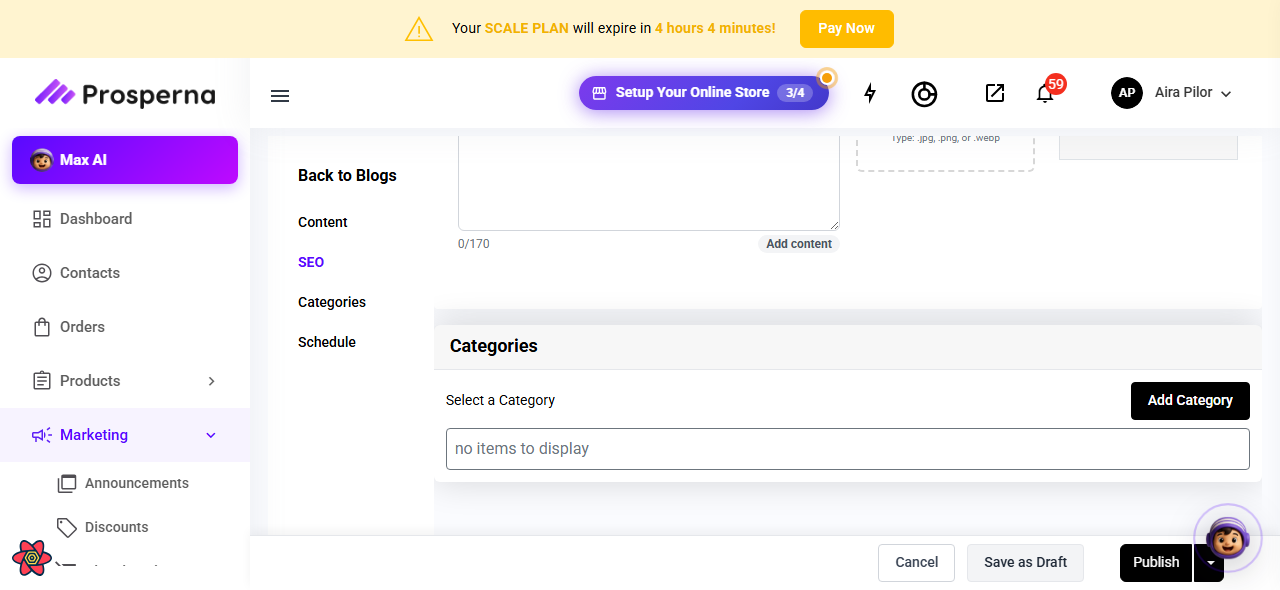 Your SCALE PLAN will expire in 4 hours 4 minutes!
Pay Now
Prosperna
Setup Your Online Store 3/4
59
AP
Aira Pilor
Max AI
Dashboard
Contacts
Orders
Products
Marketing
Announcements
Discounts
Back to Blogs
Content
SEO
Categories
Schedule
Type: .jpg, .png, or .webp
0/170
Add content
Categories
Select a Category
Add Category
no items to display
Cancel
Save as Draft
Publish